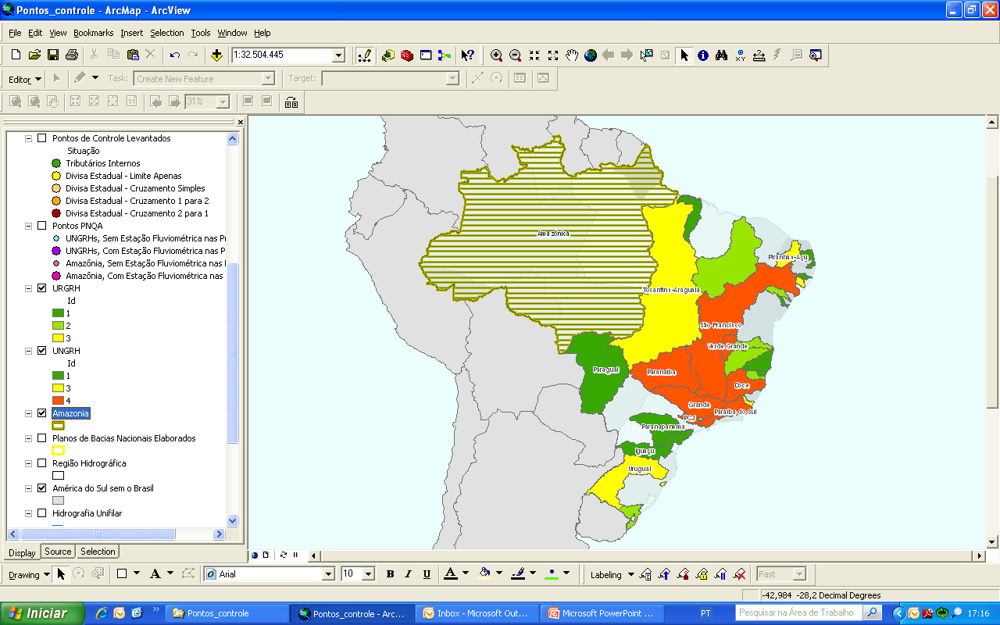 Pontos_controle - ArcMap - ArcView
File Edit View Bookmarks Insert Selection Tools Window Help
1:32.504.445
Editor Task: Create New Feature Target:
31%
Pontos de Controle Levantados
Situação
Tributários Internos
Divisa Estadual - Limite Apenas
Divisa Estadual - Cruzamento Simples
Divisa Estadual - Cruzamento 1 para 2
Divisa Estadual - Cruzamento 2 para 1
Pontos PNQA
UNGRHs, Sem Estação Fluviométrica nas Pr
UNGRHs, Com Estação Fluviométrica nas P
Amazônia, Sem Estação Fluviométrica nas
Amazônia, Com Estação Fluviométrica nas
URGRH
Id
1
2
3
UNGRH
Id
1
3
4
Amazonia
Planos de Bacias Nacionais Elaborados
Região Hidrográfica
América do Sul sem o Brasil
Hidrografia Unifilar
Display Source Selection
Amazônica
Piranhas-Açu
Tocantins-Araguaia
São Francisco
Verde Grande
Paraguai
Paranaíba
Doce
Grande
Paraíba do Sul
PCJ
Paranapanema
Iguaçu
Uruguai
Drawing A Arial 10 B I U A Labeling Fast
-42,984 -28,2 Decimal Degrees
Iniciar Pontos_controle Pontos_controle - Arc... Inbox - Microsoft Out... Microsoft PowerPoint ... PT Pesquisar na Área de Trabalho 17:16